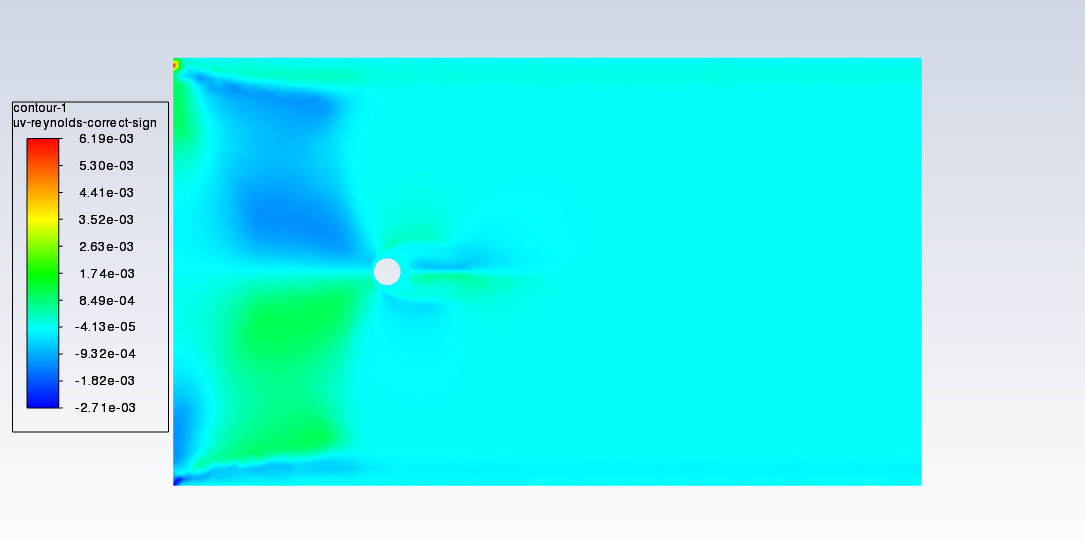 contour-1
uv-reynolds-correct-sign
6.19e-03
5.30e-03
4.41e-03
3.52e-03
2.63e-03
1.74e-03
8.49e-04
-4.13e-05
-9.32e-04
-1.82e-03
-2.71e-03